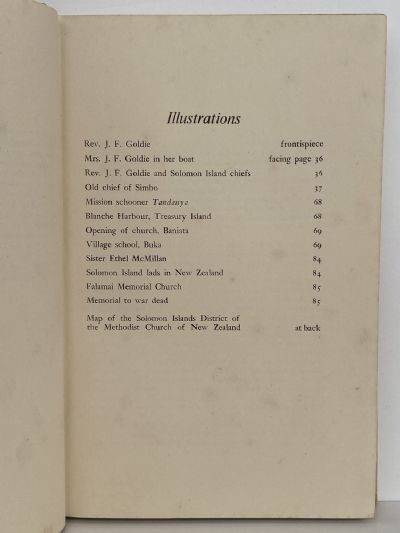 Illustrations
Rev. J. F. Goldie frontispiece
Mrs. J. F. Goldie in her boat facing page 36
Rev. J. F. Goldie and Solomon Island chiefs 36
Old chief of Simbo 37
Mission schooner Tandanya 68
Blanche Harbour, Treasury Island 68
Opening of church, Baniata 69
Village school, Buka 69
Sister Ethel McMillan 84
Solomon Island lads in New Zealand 84
Falamai Memorial Church 85
Memorial to war dead 85
Map of the Solomon Islands District of
the Methodist Church of New Zealand at back